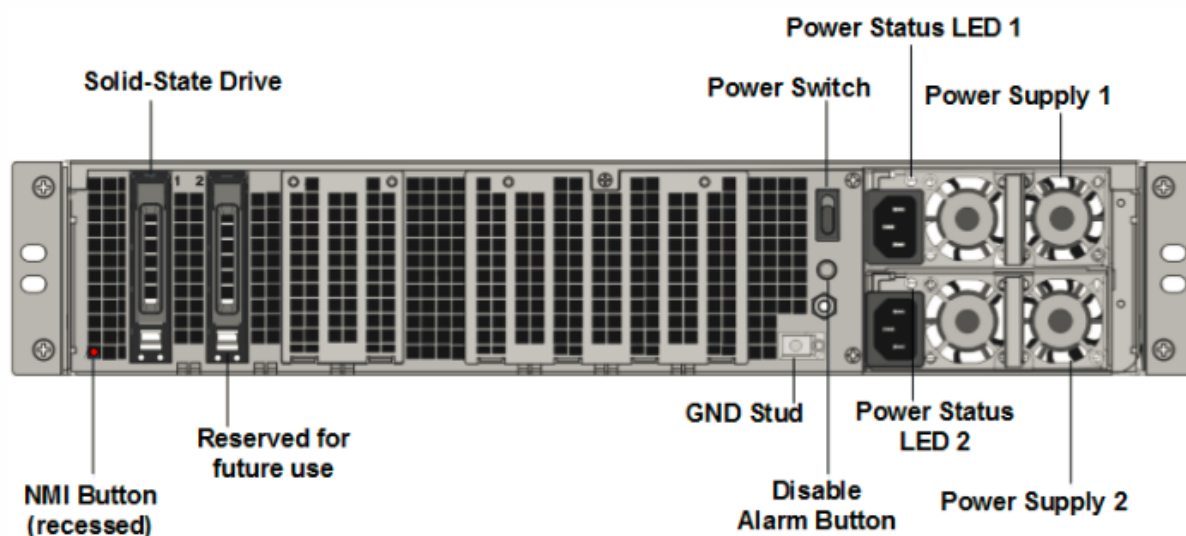 Power Status LED 1
Solid-State Drive
Power Switch
Power Supply 1
1 2
GND Stud
Power Status
LED 2
Reserved for
future use
NMI Button
(recessed)
Disable
Alarm Button
Power Supply 2